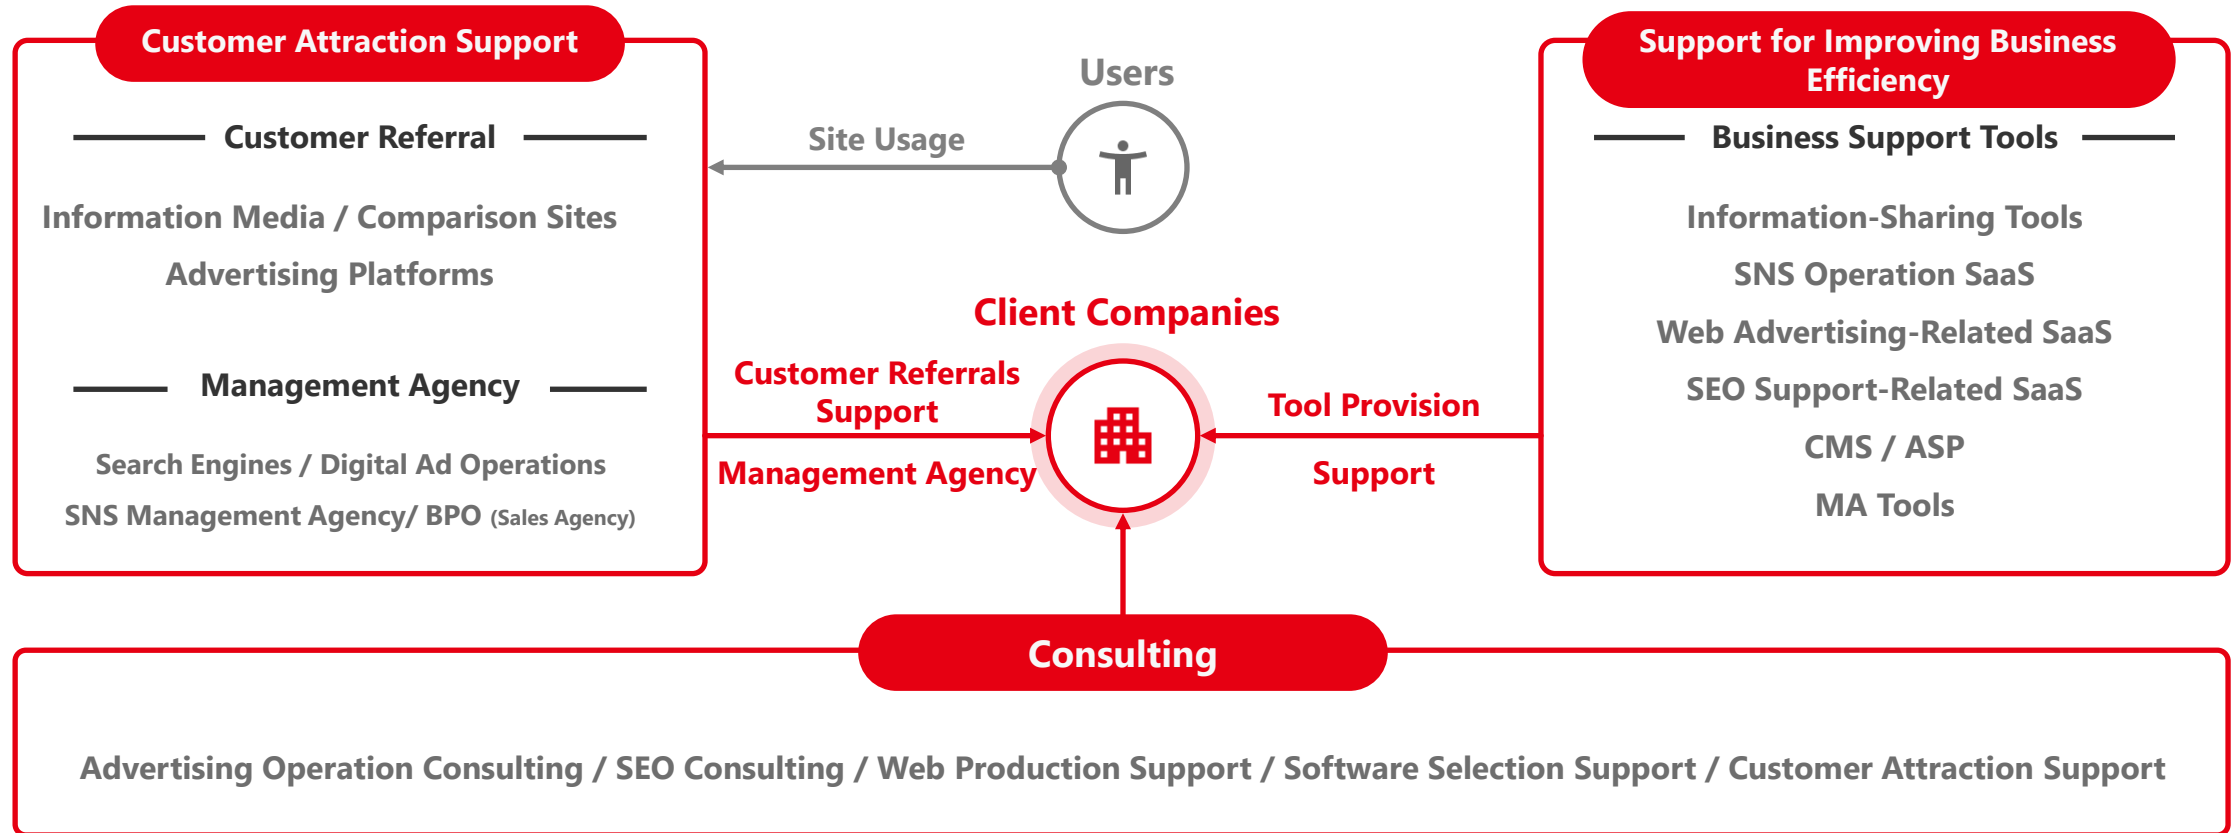 Customer Attraction Support
Customer Referral
Information Media / Comparison Sites
Advertising Platforms
Management Agency
Search Engines / Digital Ad Operations
SNS Management Agency/ BPO (Sales Agency)
Users
Site Usage
Client Companies
Customer Referrals
Support
Management Agency
Tool Provision
Support
Support for Improving Business
Efficiency
Business Support Tools
Information-Sharing Tools
SNS Operation SaaS
Web Advertising-Related SaaS
SEO Support-Related SaaS
CMS / ASP
MA Tools
Consulting
Advertising Operation Consulting / SEO Consulting / Web Production Support / Software Selection Support / Customer Attraction Support